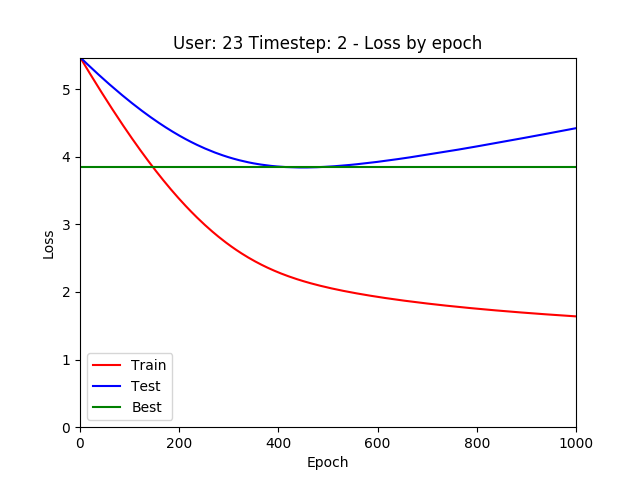 User: 23 Timestep: 2 - Loss by epoch
5
4
3
2
1
0
Loss
Train
Test
Best
0 200 400 600 800 1000
Epoch